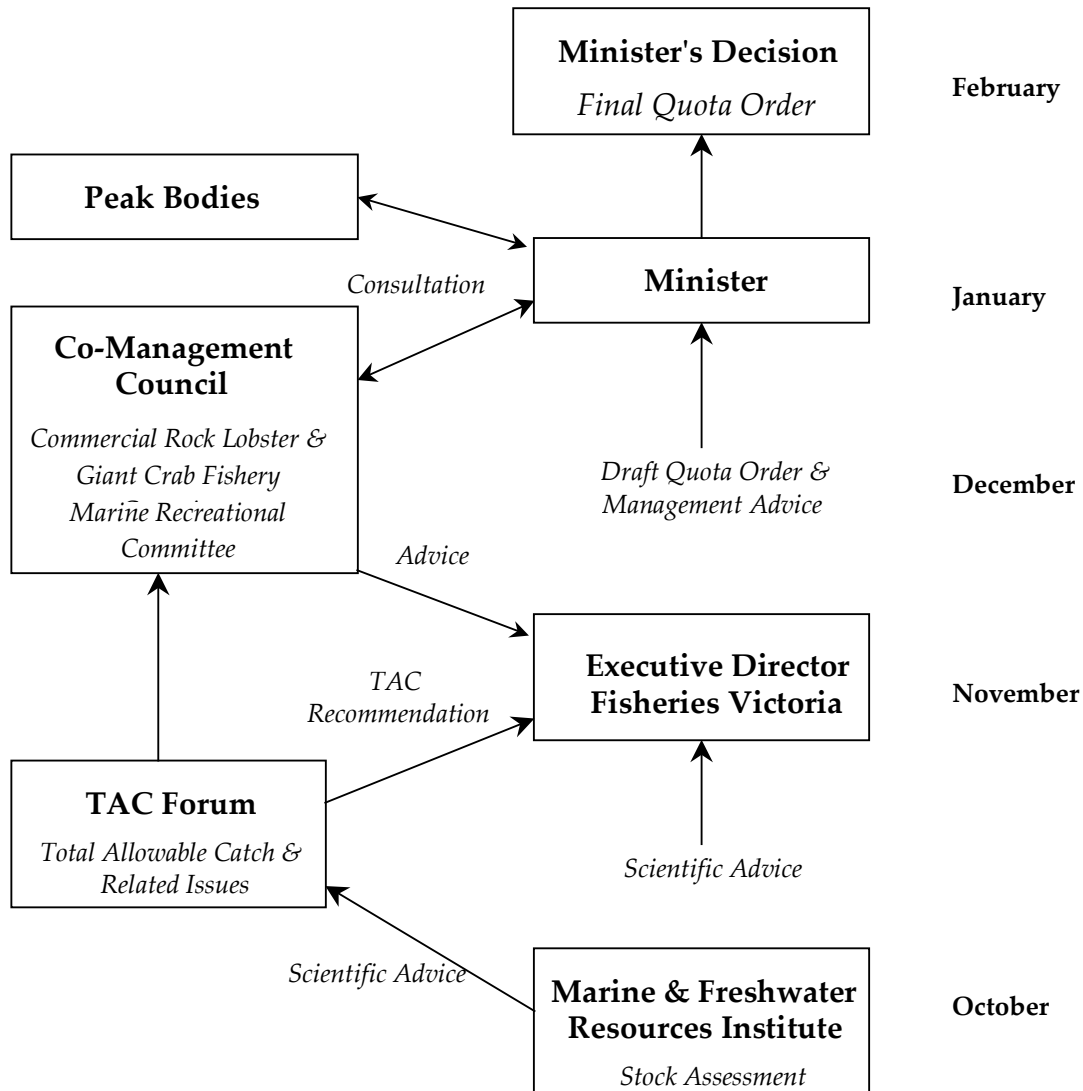 Minister's Decision
Final Quota Order
February
Peak Bodies
Minister
January
Consultation
Co-Management
Council
Commercial Rock Lobster &
Giant Crab Fishery
Marine Recreational
Committee
Draft Quota Order &
Management Advice
December
Advice
Executive Director
Fisheries Victoria
November
TAC
Recommendation
TAC Forum
Total Allowable Catch &
Related Issues
Scientific Advice
Scientific Advice
Marine & Freshwater
Resources Institute
Stock Assessment
October